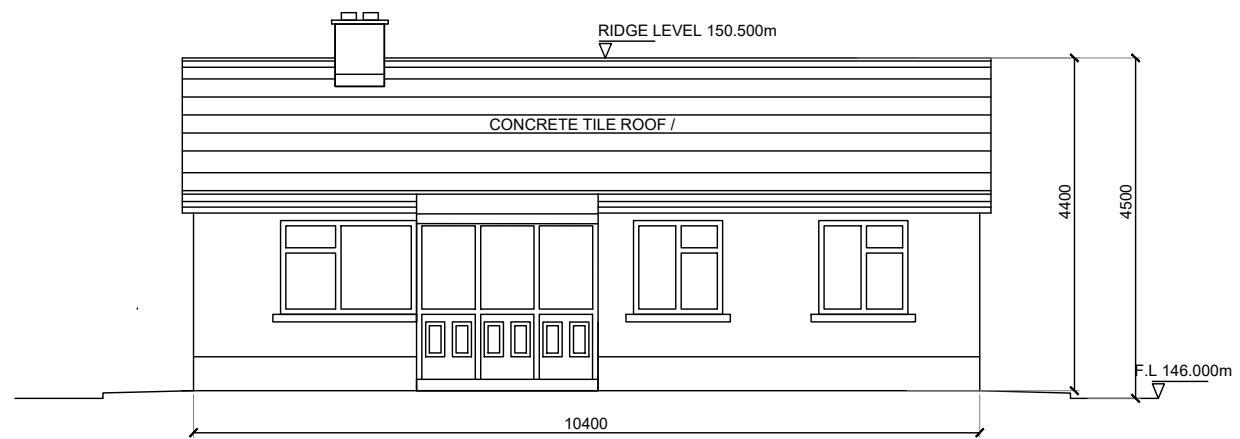 RIDGE LEVEL 150.500m
CONCRETE TILE ROOF /
4400
4500
F.L 146.000m
10400